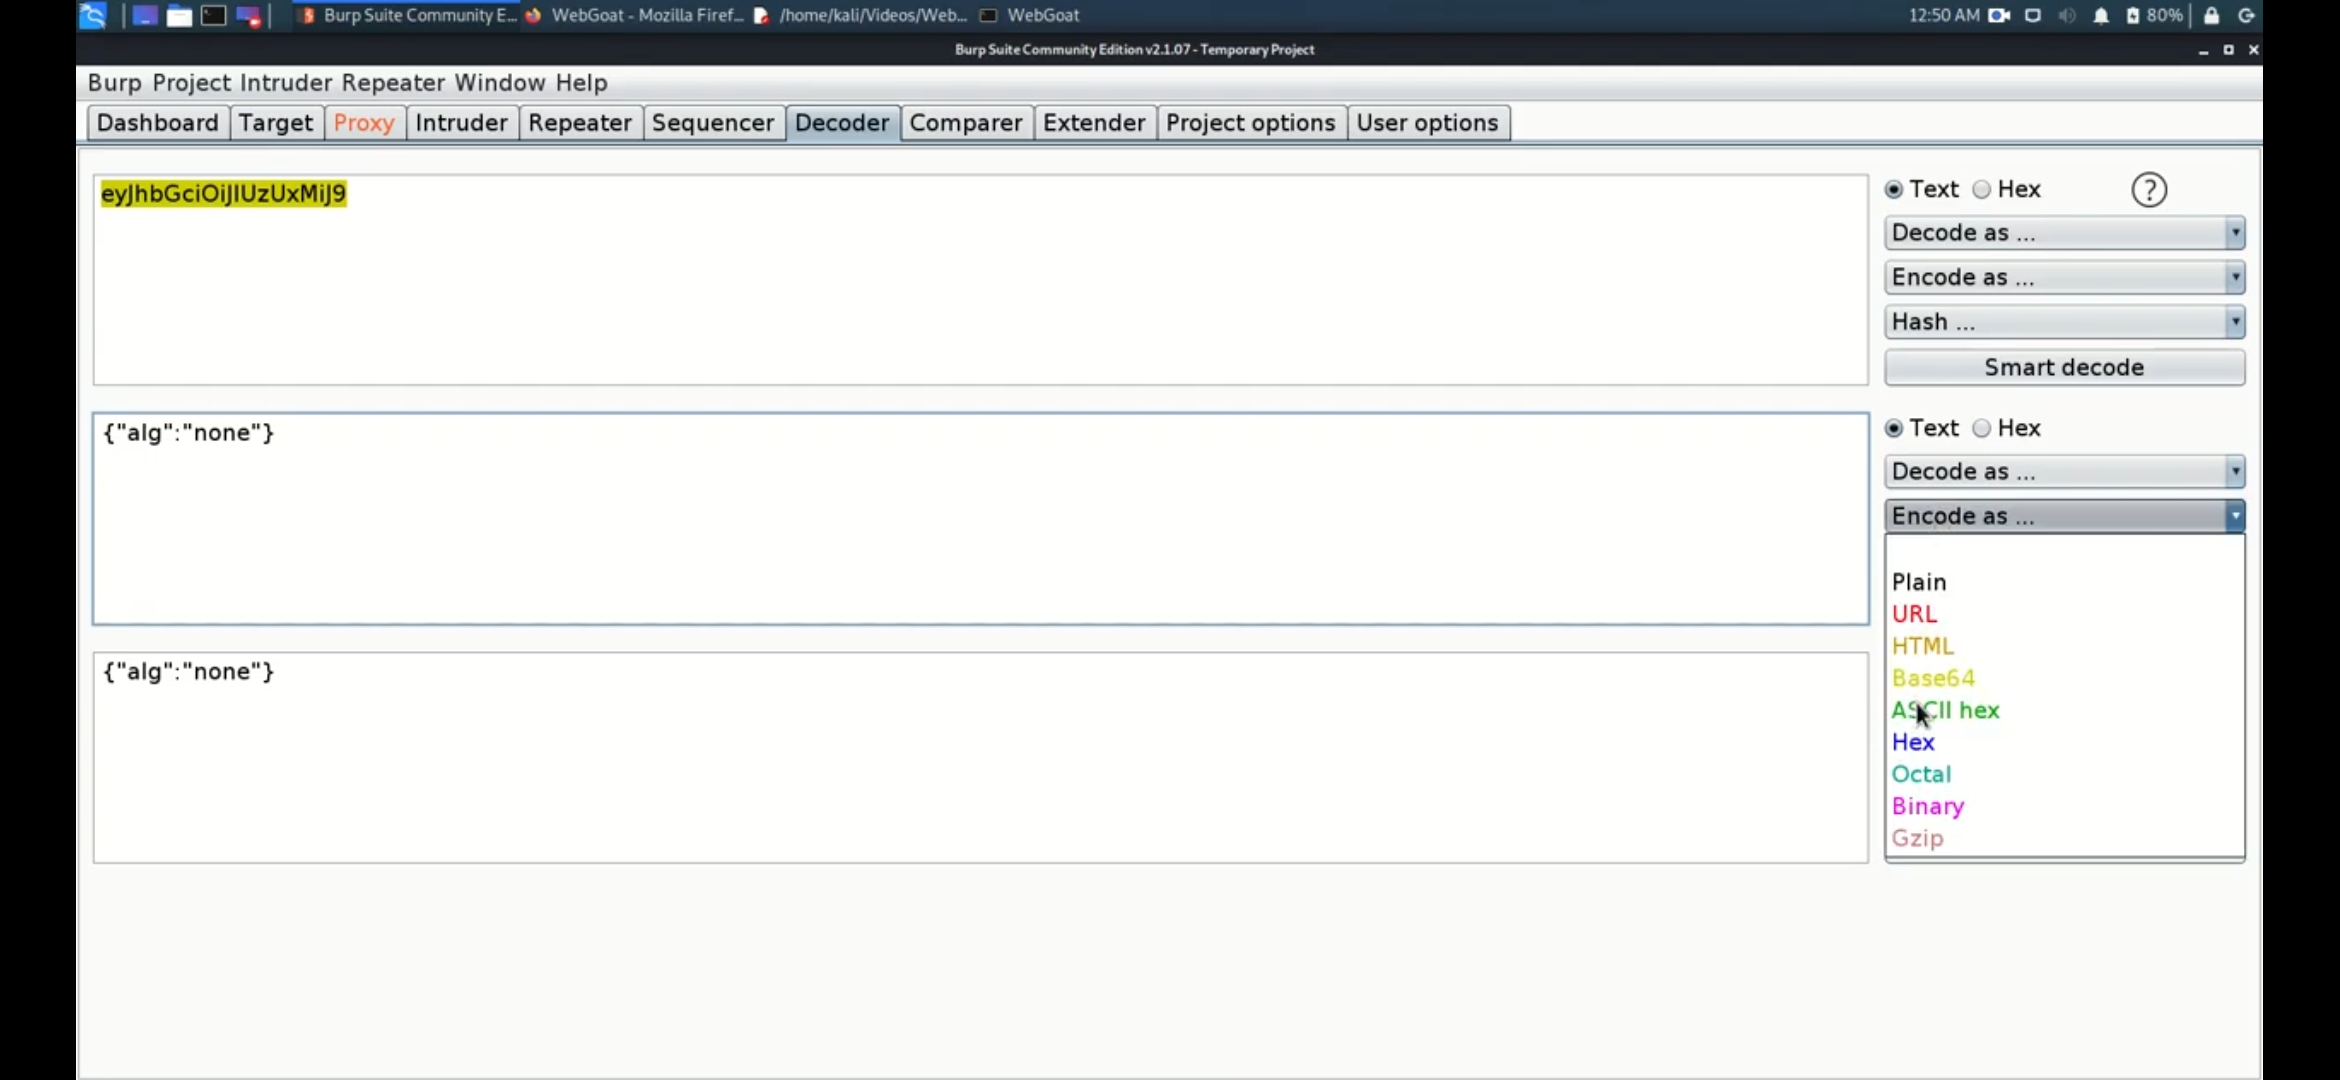 Burp Suite Community E... WebGoat - Mozilla Firef... /home/kali/Videos/Web... WebGoat 12:50 AM 80%
Burp Suite Community Edition v2.1.07 - Temporary Project
Burp Project Intruder Repeater Window Help
Dashboard Target Proxy Intruder Repeater Sequencer Decoder Comparer Extender Project options User options
eyJhbGciOiJIUzUxMiJ9
Text Hex ?
Decode as ...
Encode as ...
Hash ...
Smart decode
{"alg":"none"}
Text Hex
Decode as ...
Encode as ...
Plain
URL
HTML
Base64
ASCII hex
Hex
Octal
Binary
Gzip
{"alg":"none"}